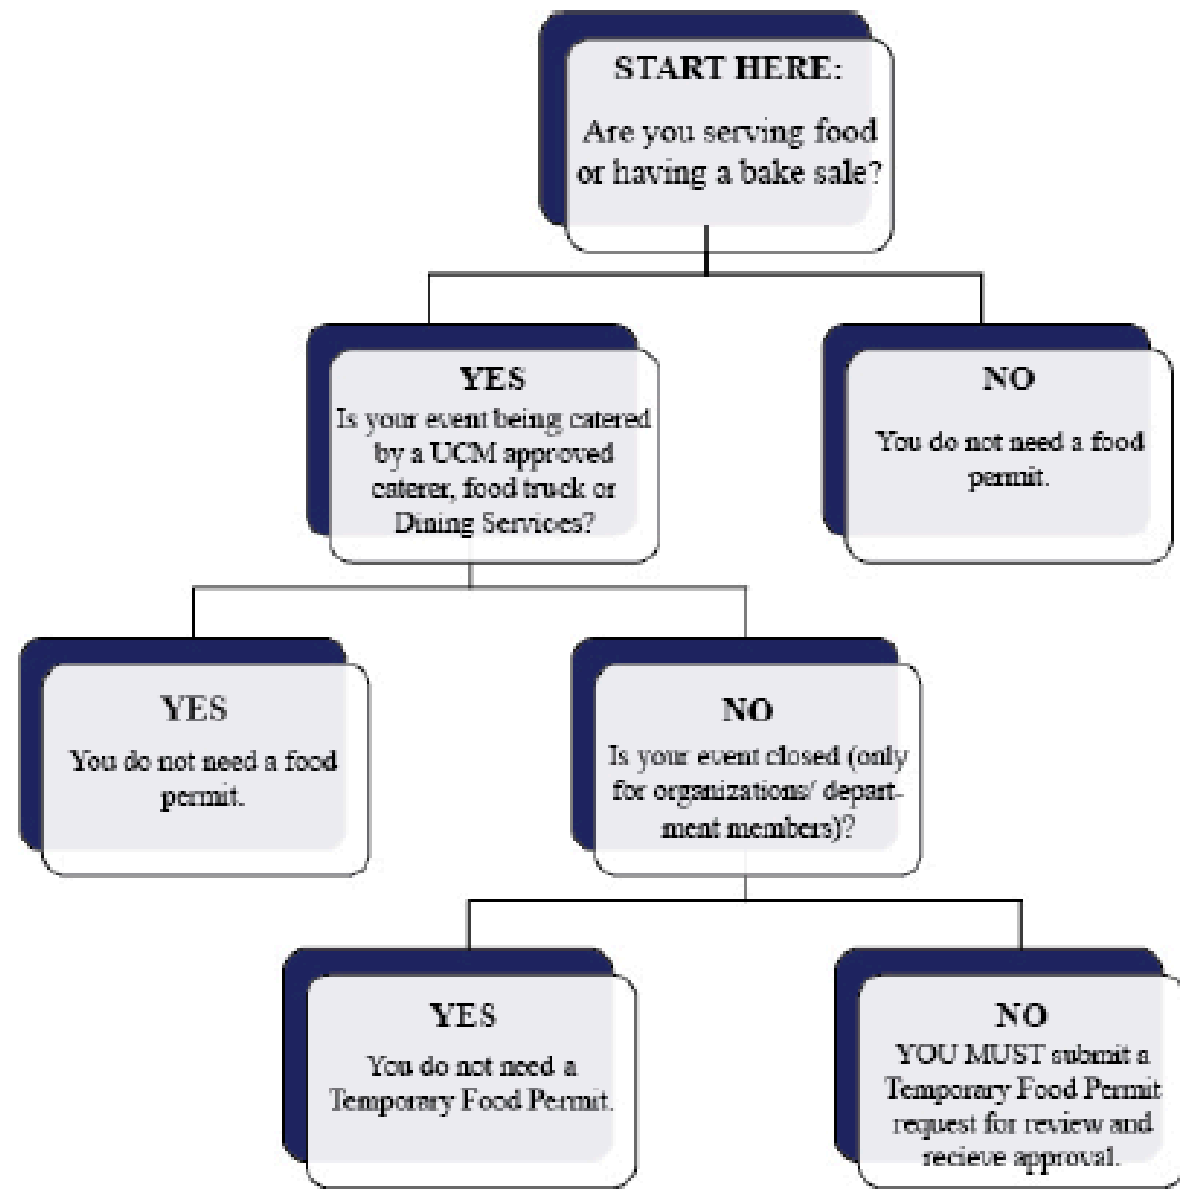 START HERE:
Are you serving food
or having a bake sale?
YES
Is your event being catered
by a UCM approved
caterer, food truck or
Dining Services?
NO
You do not need a food
permit.
YES
You do not need a food
permit.
NO
Is your event closed (only
for organizations/ depart-
ment members)?
YES
You do not need a
Temporary Food Permit.
NO
YOU MUST submit a
Temporary Food Permit
request for review and
recieve approval.